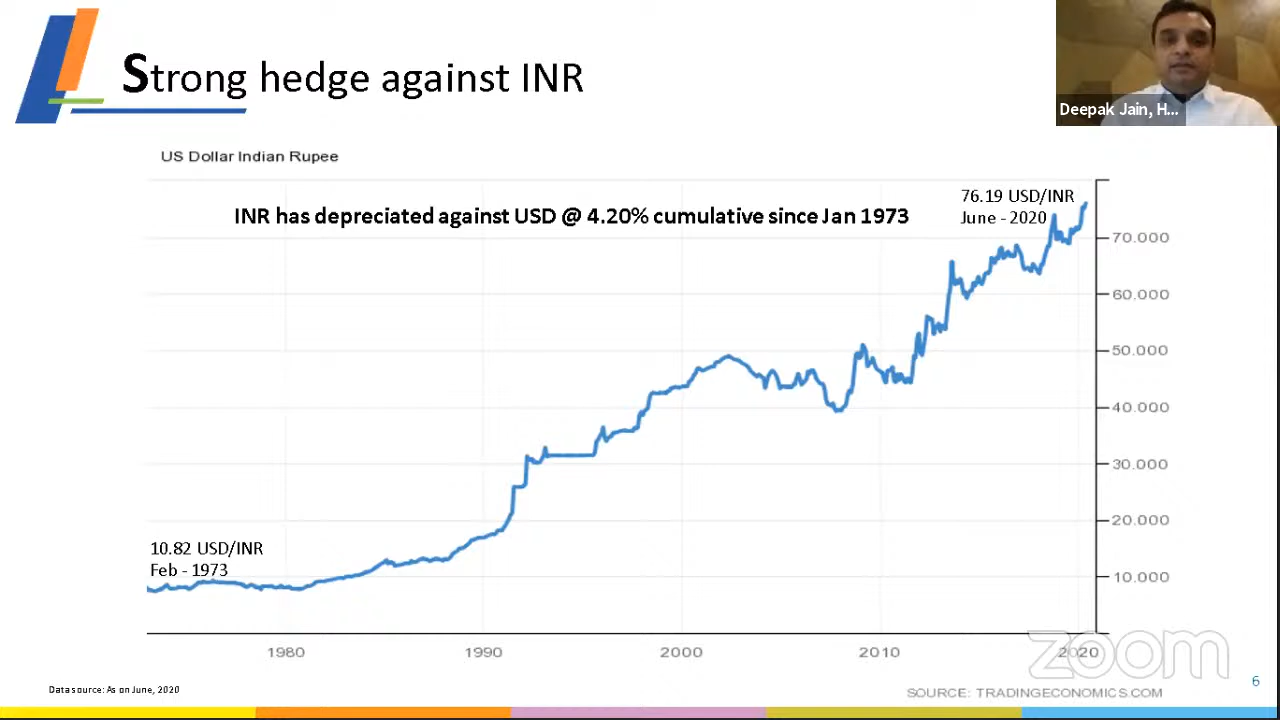 Strong hedge against INR
Deepak Jain, H...
US Dollar Indian Rupee
INR has depreciated against USD @ 4.20% cumulative since Jan 1973
76.19 USD/INR
June - 2020
70.000
60.000
50.000
40.000
30.000
20.000
10.000
10.82 USD/INR
Feb - 1973
1980
1990
2000
2010
2020
zoom
Data source: As on June, 2020
SOURCE: TRADINGECONOMICS.COM
6